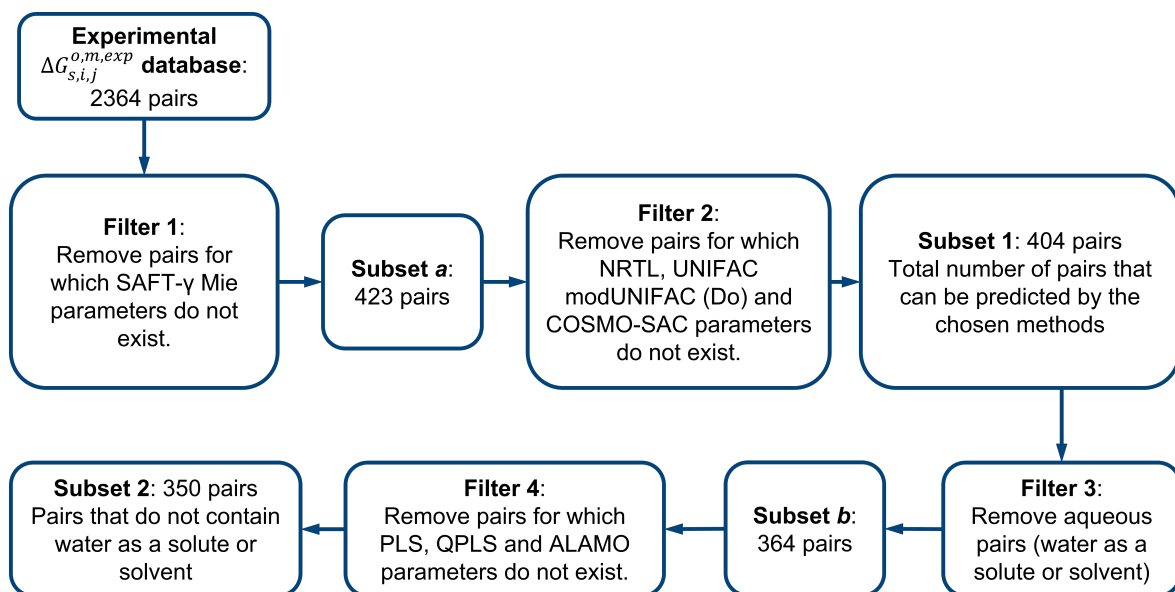 Experimental
ΔG_{s,i,j}^{o,m,exp} database:
2364 pairs
Filter 1:
Remove pairs for
which SAFT-γ Mie
parameters do not
exist.
Subset a:
423 pairs
Filter 2:
Remove pairs for which
NRTL, UNIFAC
modUNIFAC (Do) and
COSMO-SAC parameters
do not exist.
Subset 1: 404 pairs
Total number of pairs that
can be predicted by the
chosen methods
Filter 3:
Remove aqueous
pairs (water as a
solute or solvent)
Subset b:
364 pairs
Filter 4:
Remove pairs for which
PLS, QPLS and ALAMO
parameters do not exist.
Subset 2: 350 pairs
Pairs that do not contain
water as a solute or
solvent